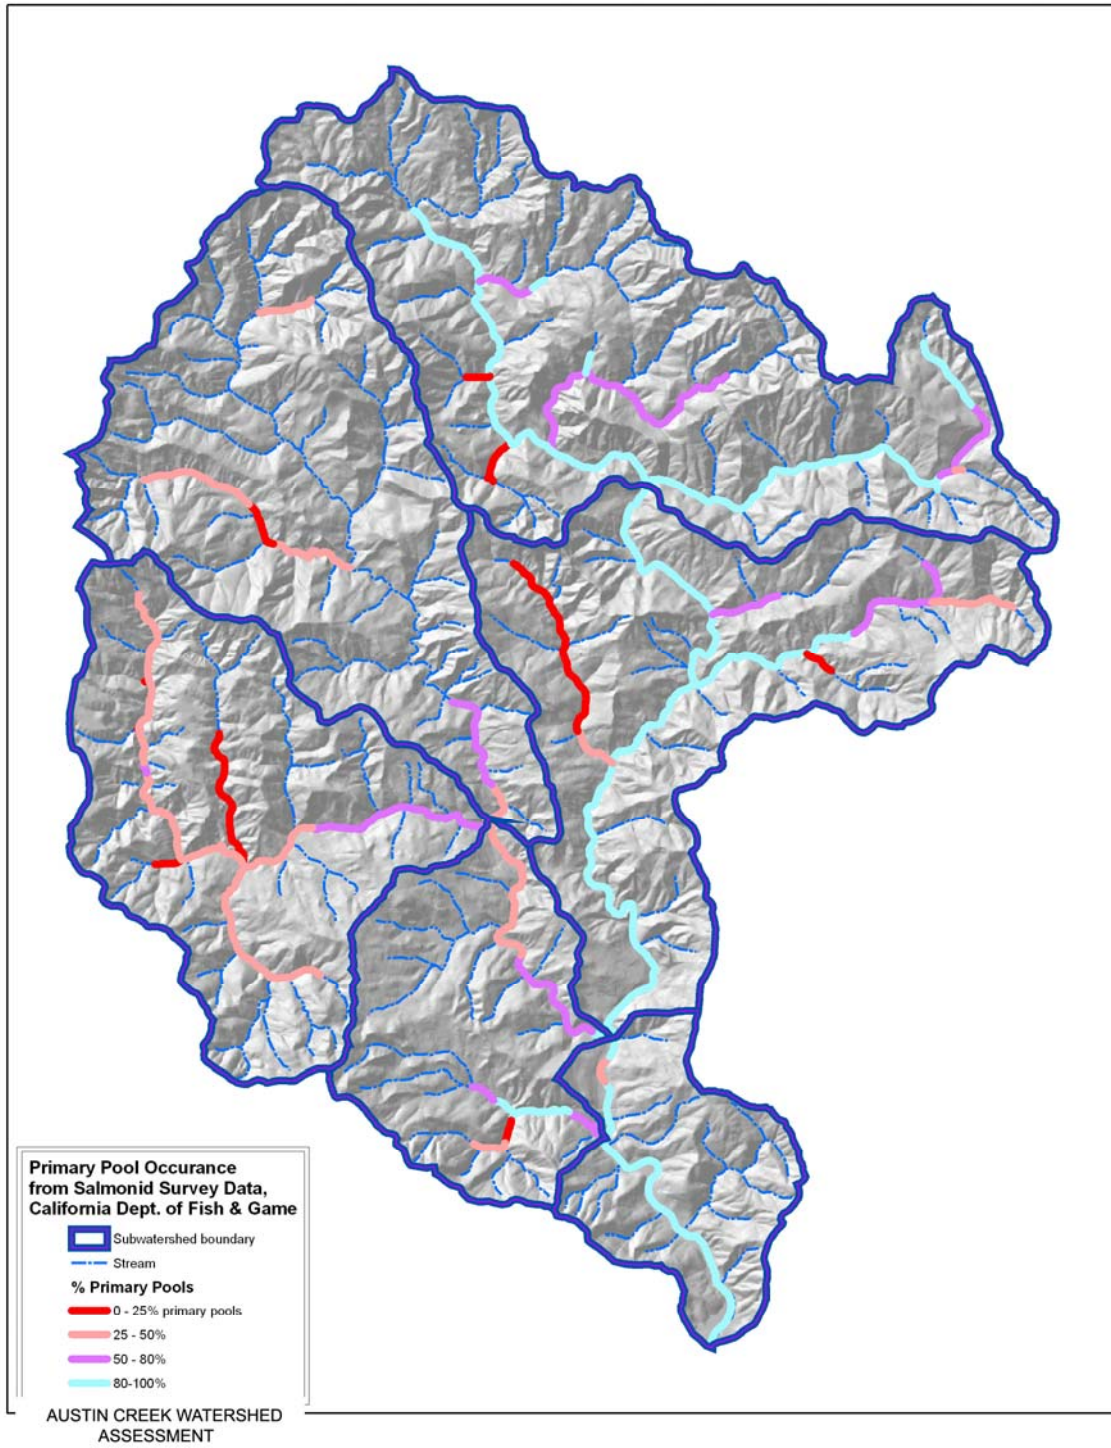 Primary Pool Occurance
from Salmonid Survey Data,
California Dept. of Fish & Game
Subwatershed boundary
Stream
% Primary Pools
0 - 25% primary pools
25 - 50%
50 - 80%
80-100%
AUSTIN CREEK WATERSHED
ASSESSMENT